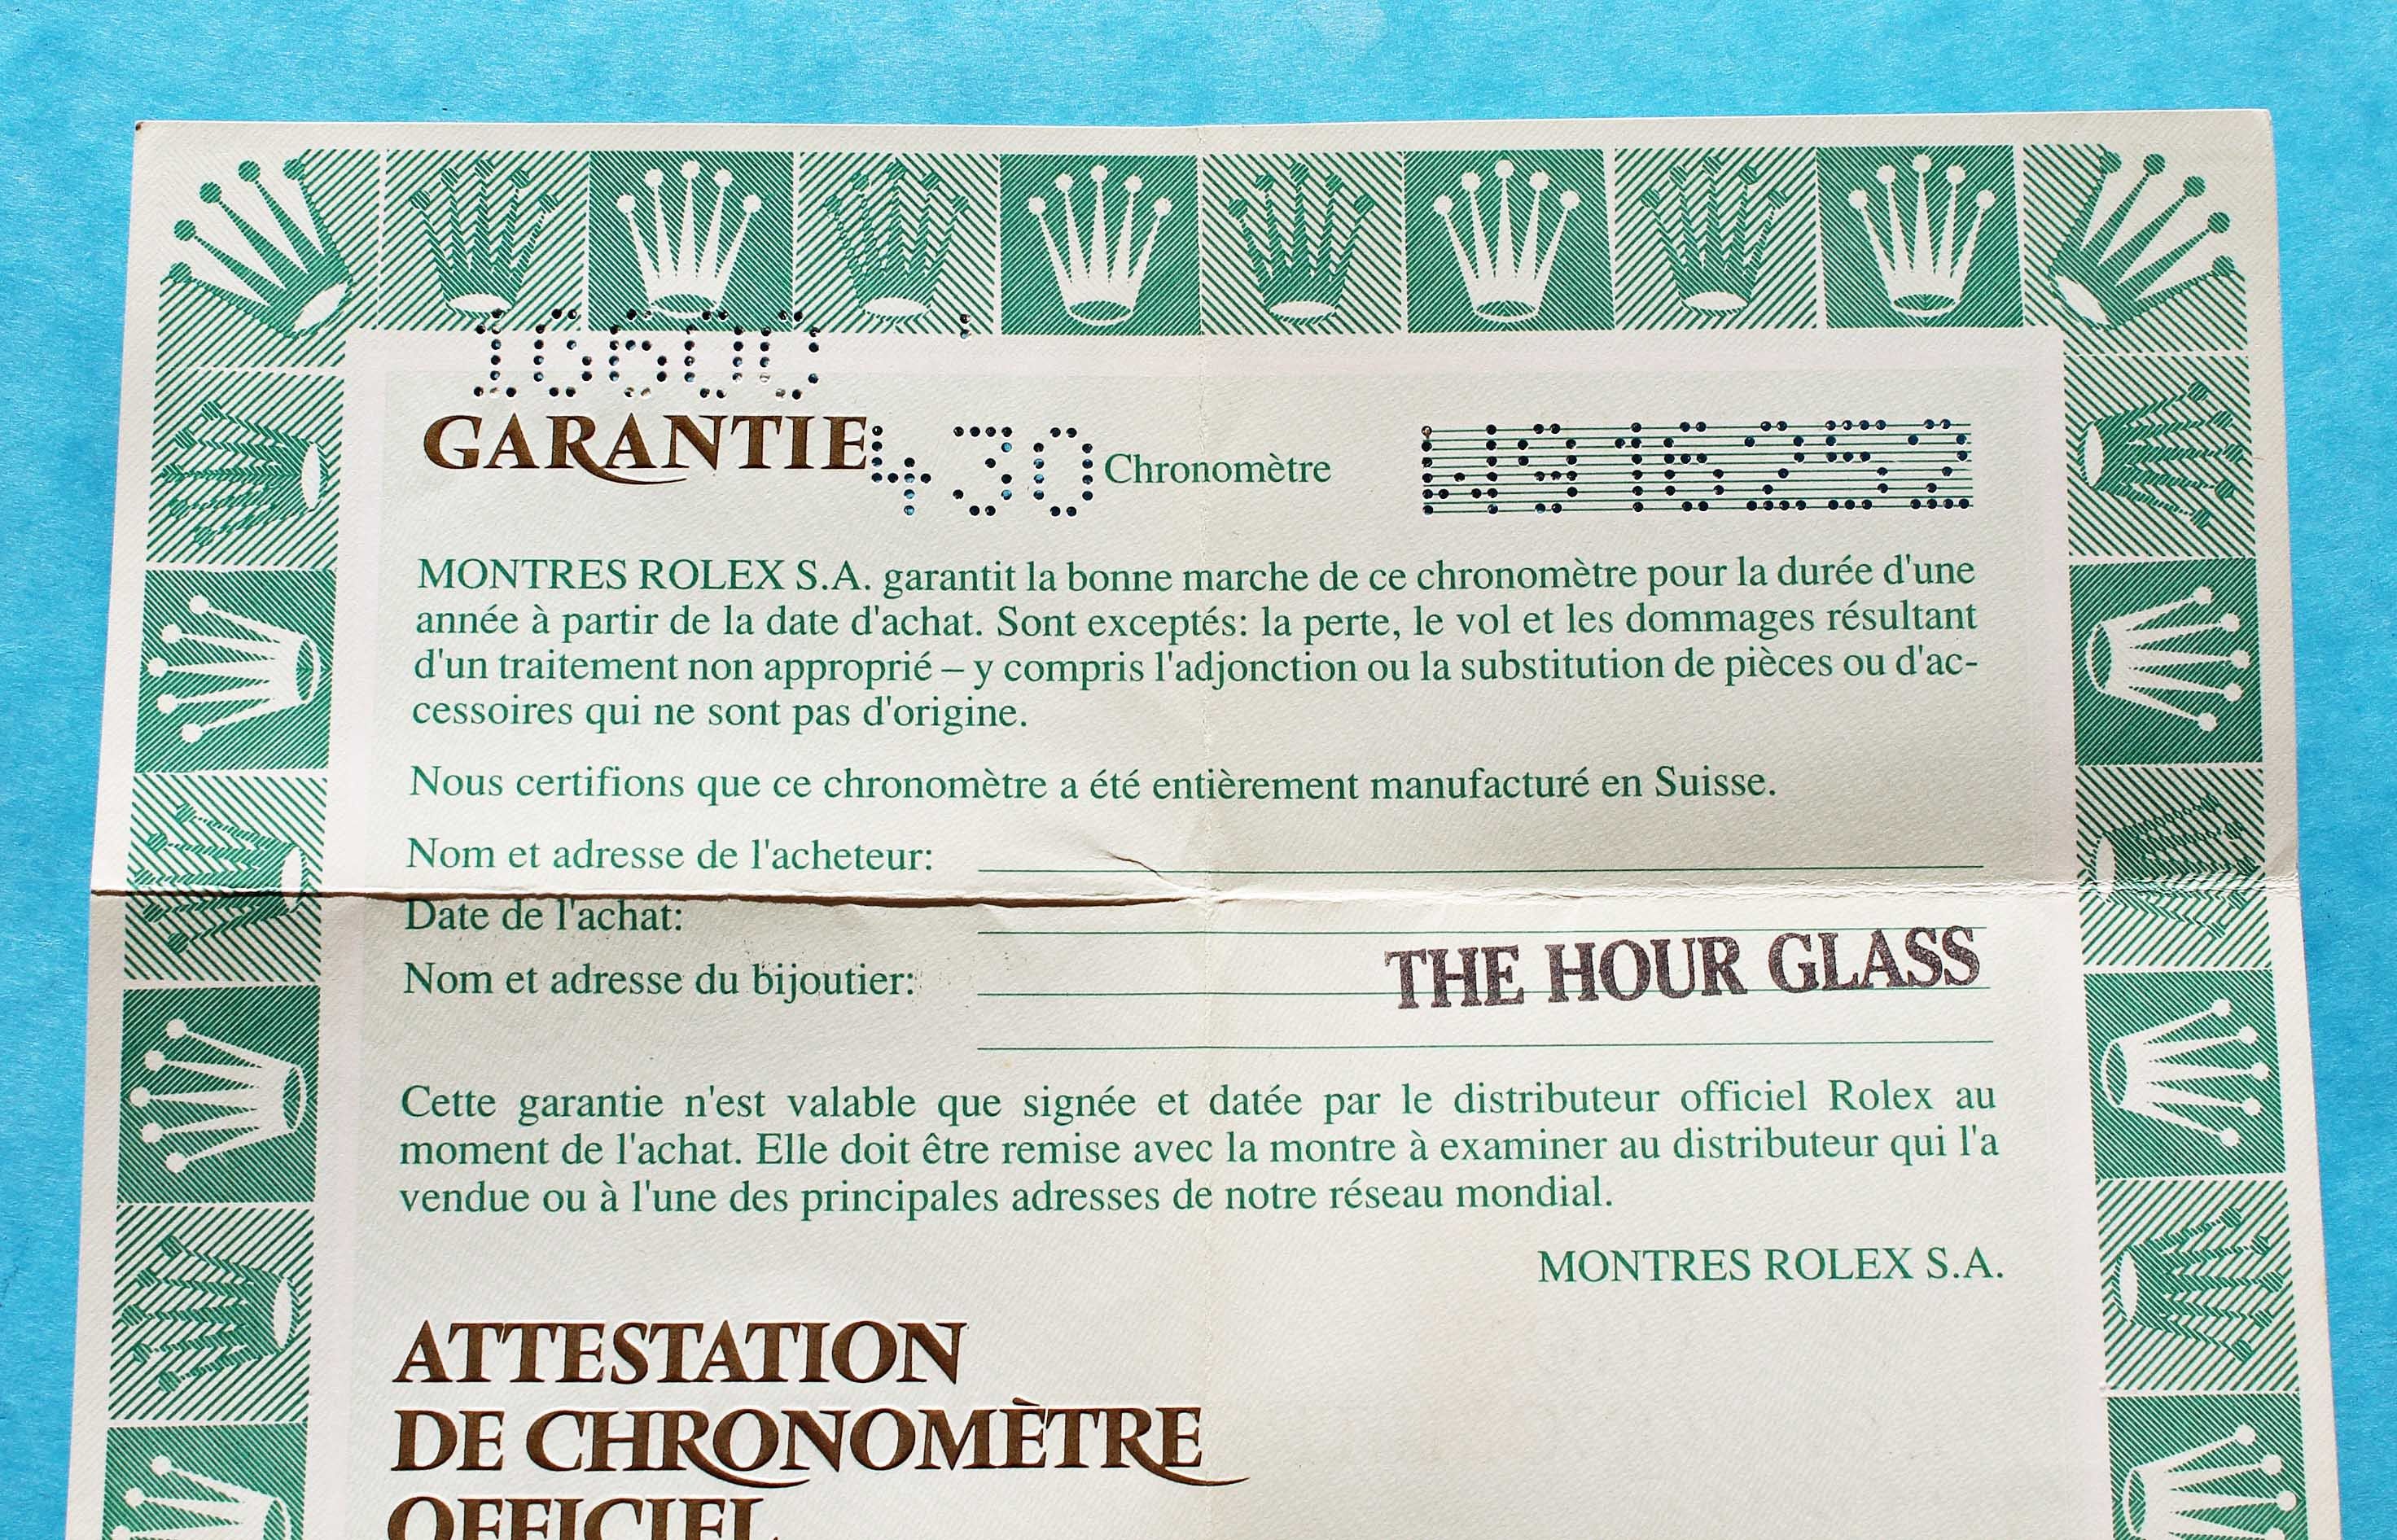 16600
GARANTIE 430 Chronomètre
MONTRES ROLEX S.A. garantit la bonne marche de ce chronomètre pour la durée d'une
année à partir de la date d'achat. Sont exceptés: la perte, le vol et les dommages résultant
d'un traitement non approprié – y compris l'adjonction ou la substitution de pièces ou d'ac-
cessoires qui ne sont pas d'origine.
Nous certifions que ce chronomètre a été entièrement manufacturé en Suisse.
Nom et adresse de l'acheteur:
Date de l'achat:
Nom et adresse du bijoutier: THE HOUR GLASS
Cette garantie n'est valable que signée et datée par le distributeur officiel Rolex au
moment de l'achat. Elle doit être remise avec la montre à examiner au distributeur qui l'a
vendue ou à l'une des principales adresses de notre réseau mondial.
MONTRES ROLEX S.A.
ATTESTATION
DE CHRONOMÈTRE
OFFICIEL